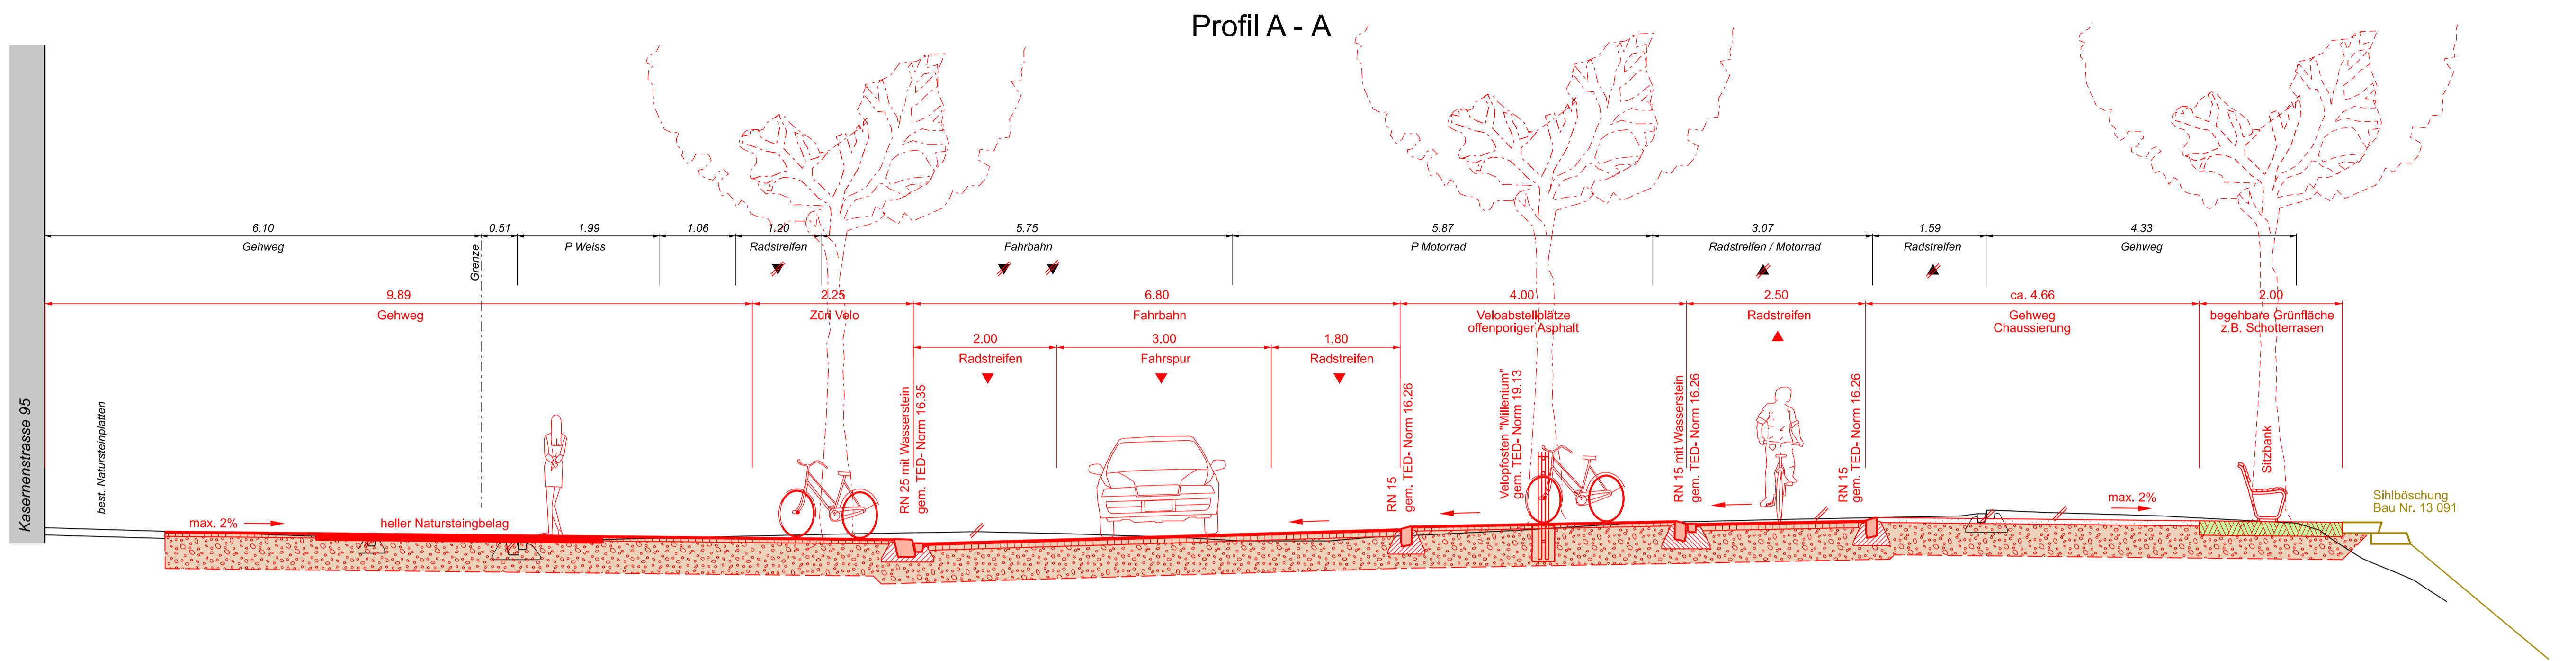 Profil A - A
6.10
0.51
1.99
1.06
1.20
5.75
5.87
3.07
1.59
4.33
Gehweg
Grenze
P Weiss
Radstreifen
Fahrbahn
P Motorrad
Radstreifen / Motorrad
Radstreifen
Gehweg
9.89
2.25
6.80
4.00
2.50
ca. 4.66
2.00
Gehweg
Züri Velo
Fahrbahn
Veloabstellplätze
offenporiger Asphalt
Radstreifen
Gehweg
Chaussierung
begehbare Grünfläche
z.B. Schotterrasen
2.00
3.00
1.80
Radstreifen
Fahrspur
Radstreifen
Kasernenstrasse 95
best. Natursteinplatten
max. 2%
heller Natursteingbelag
RN 25 mit Wasserstein
gem. TED- Norm 16.35
RN 15
gem. TED- Norm 16.26
Velopfosten "Millenium"
gem. TED- Norm 19.13
RN 15 mit Wasserstein
gem. TED- Norm 16.26
RN 15
gem. TED- Norm 16.26
max. 2%
Sitzbank
Sihlböschung
Bau Nr. 13 091